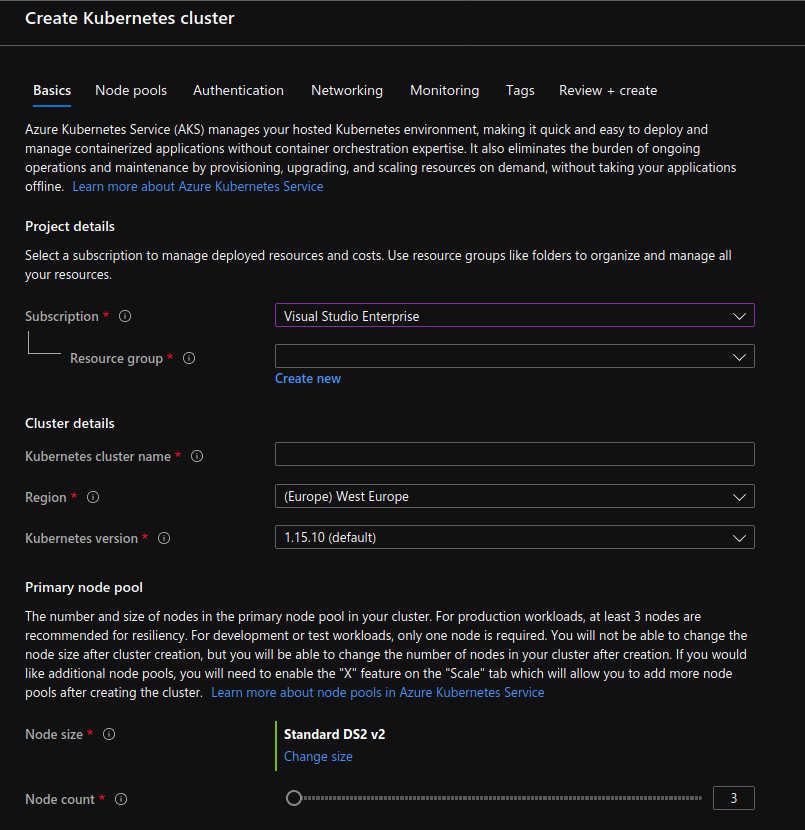 Create Kubernetes cluster
Basics Node pools Authentication Networking Monitoring Tags Review + create
Azure Kubernetes Service (AKS) manages your hosted Kubernetes environment, making it quick and easy to deploy and
manage containerized applications without container orchestration expertise. It also eliminates the burden of ongoing
operations and maintenance by provisioning, upgrading, and scaling resources on demand, without taking your applications
offline. Learn more about Azure Kubernetes Service
Project details
Select a subscription to manage deployed resources and costs. Use resource groups like folders to organize and manage all
your resources.
Subscription * Visual Studio Enterprise
Resource group *
Create new
Cluster details
Kubernetes cluster name *
Region * (Europe) West Europe
Kubernetes version * 1.15.10 (default)
Primary node pool
The number and size of nodes in the primary node pool in your cluster. For production workloads, at least 3 nodes are
recommended for resiliency. For development or test workloads, only one node is required. You will not be able to change the
node size after cluster creation, but you will be able to change the number of nodes in your cluster after creation. If you would
like additional node pools, you will need to enable the "X" feature on the "Scale" tab which will allow you to add more node
pools after creating the cluster. Learn more about node pools in Azure Kubernetes Service
Node size * Standard DS2 v2
Change size
Node count * 3